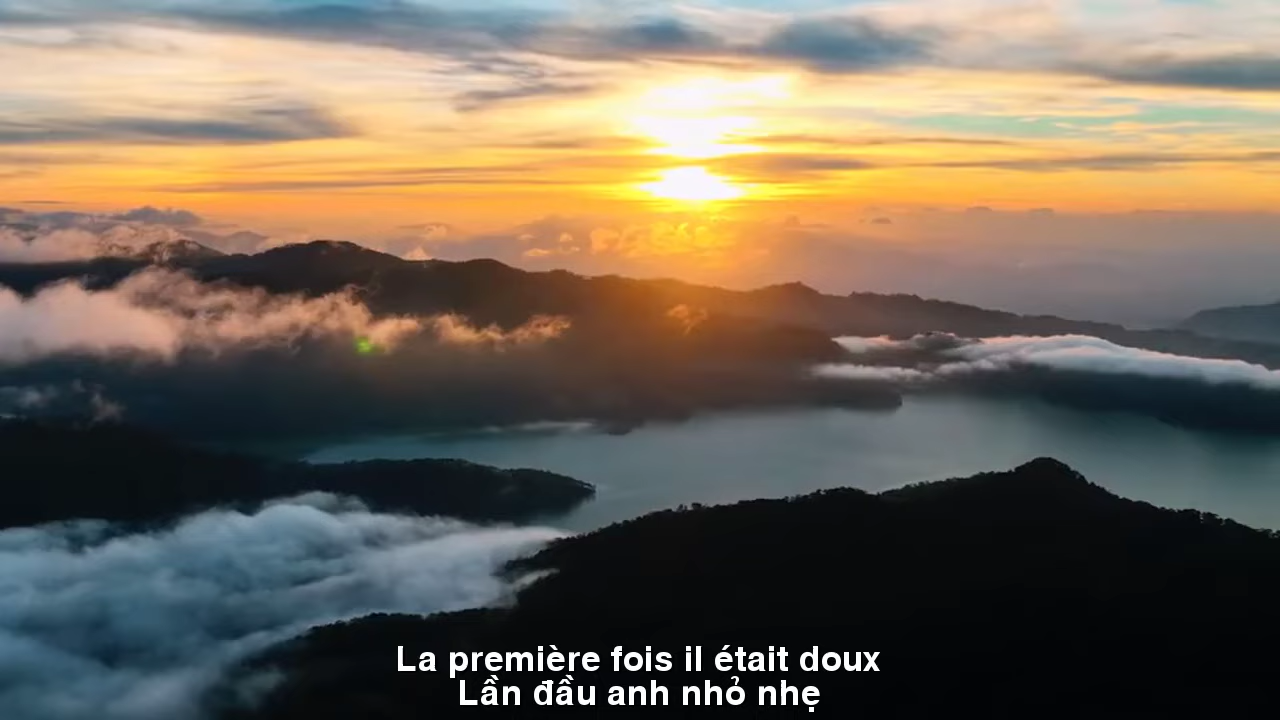 La première fois il était doux
Lần đầu anh nhỏ nhẹ